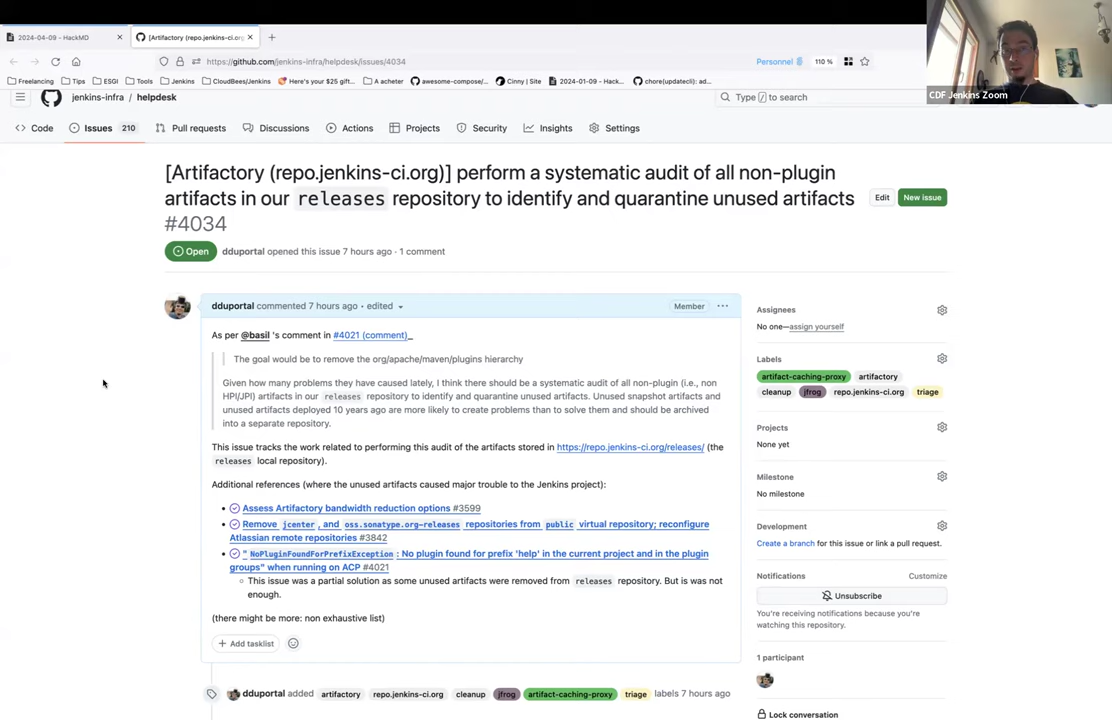 2024-04-09 - HackMD
[Artifactory (repo.jenkins-ci.org
https://github.com/jenkins-infra/helpdesk/issues/4034
Personnel
110 %
Freelancing
Tips
ESGI
Tools
Jenkins
CloudBees/Jenkins
Here's your $25 gift...
A acheter
awesome-compose/...
Cinny | Site
2024-01-09 - Hack...
chore(updatecli): ad...
CDF Jenkins Zoom
jenkins-infra / helpdesk
Type / to search
Code
Issues 210
Pull requests
Discussions
Actions
Projects
Security
Insights
Settings
[Artifactory (repo.jenkins-ci.org)] perform a systematic audit of all non-plugin
artifacts in our releases repository to identify and quarantine unused artifacts
#4034
Edit
New issue
Open
dduportal opened this issue 7 hours ago · 1 comment
dduportal commented 7 hours ago • edited
Member
As per @basil 's comment in #4021 (comment)_
The goal would be to remove the org/apache/maven/plugins hierarchy
Given how many problems they have caused lately, I think there should be a systematic audit of all non-plugin (i.e., non
HPI/JPI) artifacts in our releases repository to identify and quarantine unused artifacts. Unused snapshot artifacts and
unused artifacts deployed 10 years ago are more likely to create problems than to solve them and should be archived
into a separate repository.
This issue tracks the work related to performing this audit of the artifacts stored in https://repo.jenkins-ci.org/releases/ (the
releases local repository).
Additional references (where the unused artifacts caused major trouble to the Jenkins project):
• Assess Artifactory bandwidth reduction options #3599
• Remove jcenter, and oss.sonatype.org-releases repositories from public virtual repository; reconfigure
Atlassian remote repositories #3842
• "NoPluginFoundForPrefixException : No plugin found for prefix 'help' in the current project and in the plugin
groups" when running on ACP #4021
This issue was a partial solution as some unused artifacts were removed from releases repository. But is was not
enough.
(there might be more: non exhaustive list)
Add tasklist
dduportal added artifactory repo.jenkins-ci.org cleanup jfrog artifact-caching-proxy triage labels 7 hours ago
Assignees
No one—assign yourself
Labels
artifact-caching-proxy artifactory
cleanup jfrog repo.jenkins-ci.org triage
Projects
None yet
Milestone
No milestone
Development
Create a branch for this issue or link a pull request.
Notifications
Customize
Unsubscribe
You're receiving notifications because you're
watching this repository.
1 participant
Lock conversation